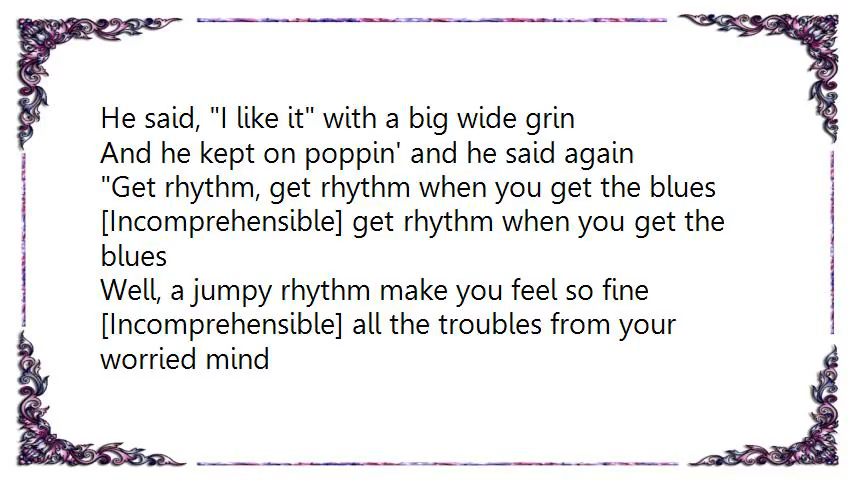 He said, "I like it" with a big wide grin
And he kept on poppin' and he said again
"Get rhythm, get rhythm when you get the blues
[Incomprehensible] get rhythm when you get the
blues
Well, a jumpy rhythm make you feel so fine
[Incomprehensible] all the troubles from your
worried mind